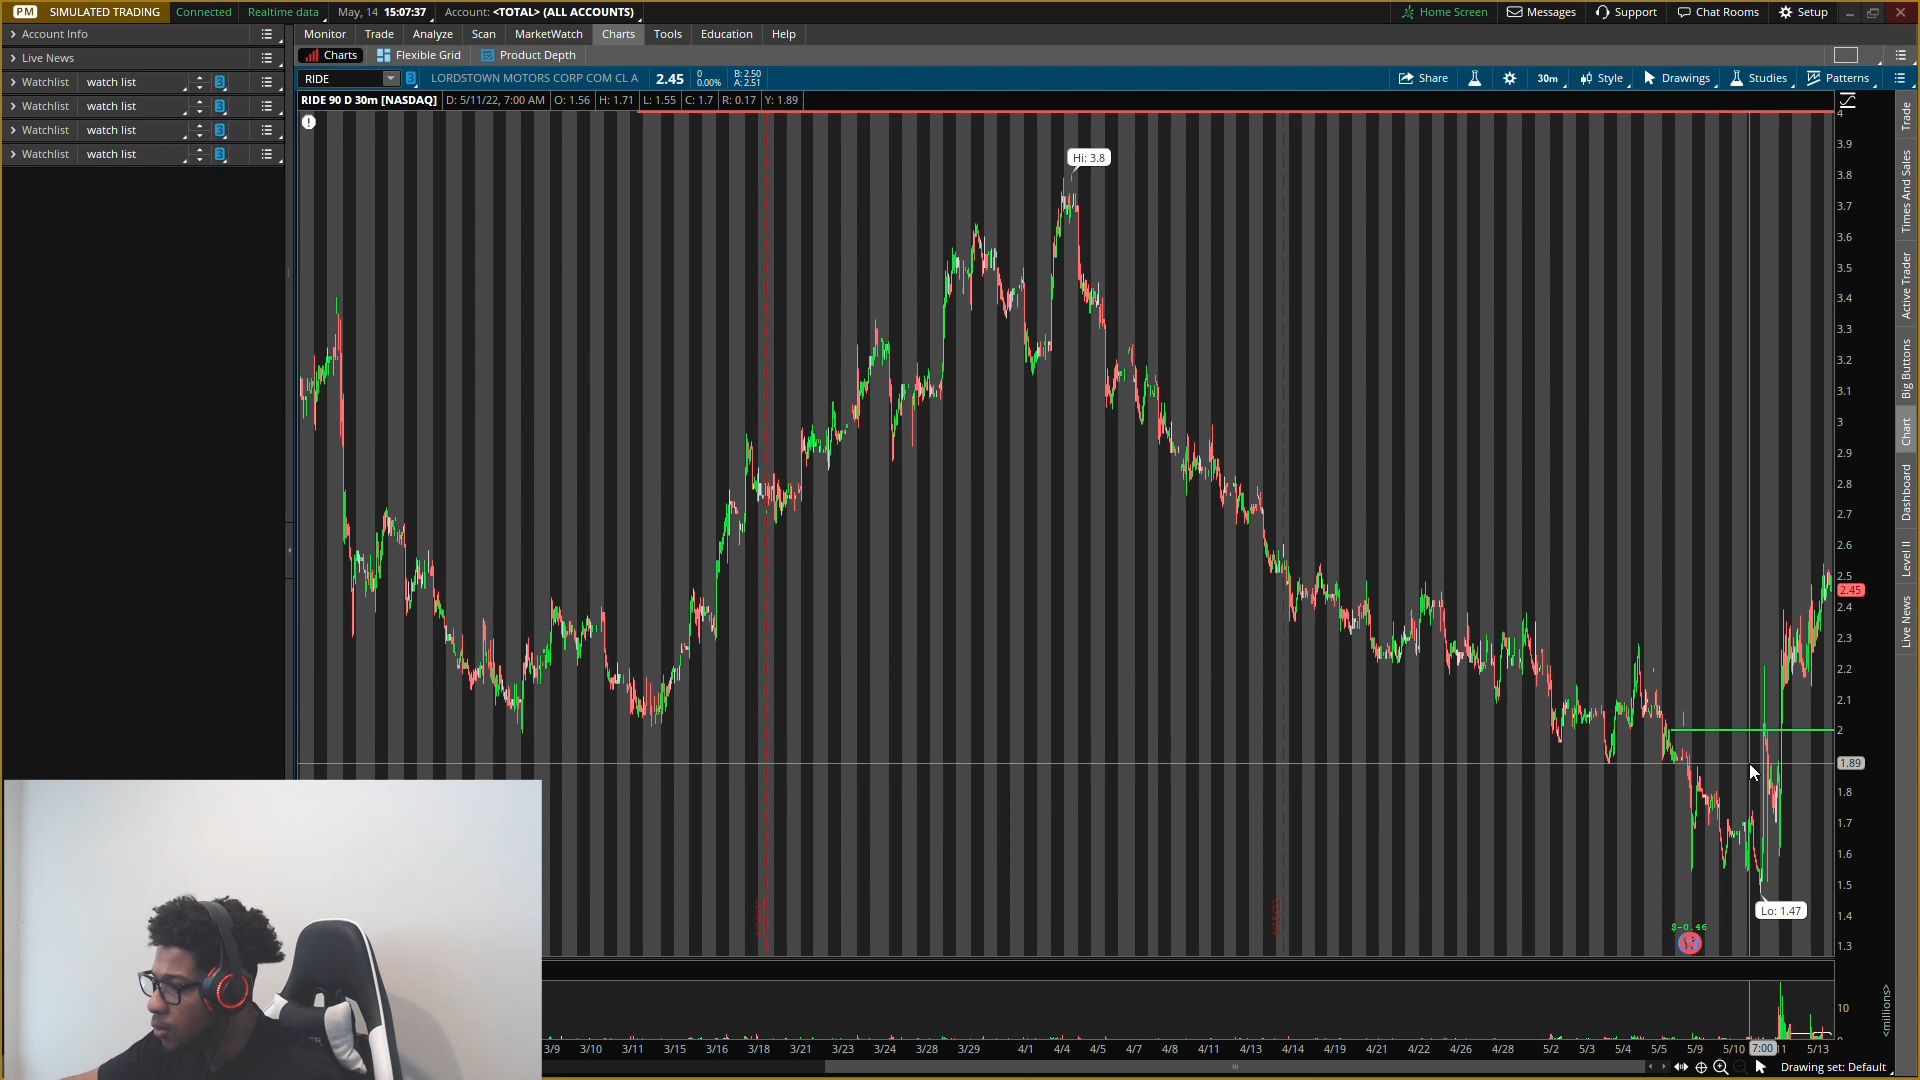 PM SIMULATED TRADING Connected Realtime data May, 14 15:07:37 Account: <TOTAL> (ALL ACCOUNTS) Home Screen Messages Support Chat Rooms Setup
Account Info
Live News
Watchlist watch list 3
Watchlist watch list 3
Watchlist watch list 3
Watchlist watch list 3
Monitor Trade Analyze Scan MarketWatch Charts Tools Education Help
Charts Flexible Grid Product Depth
RIDE 3 LORDSTOWN MOTORS CORP COM CL A 2.45 0 0.00% B: 2.50 A: 2.51 Share 30m Style Drawings Studies Patterns
RIDE 90 D 30m [NASDAQ] D: 5/11/22, 7:00 AM O: 1.56 H: 1.71 L: 1.55 C: 1.7 R: 0.17 Y: 1.89
4
3.9
Hi: 3.8
3.8
3.7
3.6
3.5
3.4
3.3
3.2
3.1
3
2.9
2.8
2.7
2.6
2.5
2.45
2.4
2.3
2.2
2.1
2
1.89
1.8
1.7
1.6
1.5
Lo: 1.47
1.4
$-0.46
1.3
10
<millions>
3/9 3/10 3/11 3/15 3/16 3/18 3/21 3/23 3/24 3/28 3/29 4/1 4/4 4/5 4/7 4/8 4/11 4/13 4/14 4/19 4/21 4/22 4/26 4/28 5/2 5/3 5/4 5/5 5/9 5/10 7:00 5/13
Drawing set: Default
Trade
Times And Sales
Active Trader
Big Buttons
Chart
Dashboard
Level II
Live News